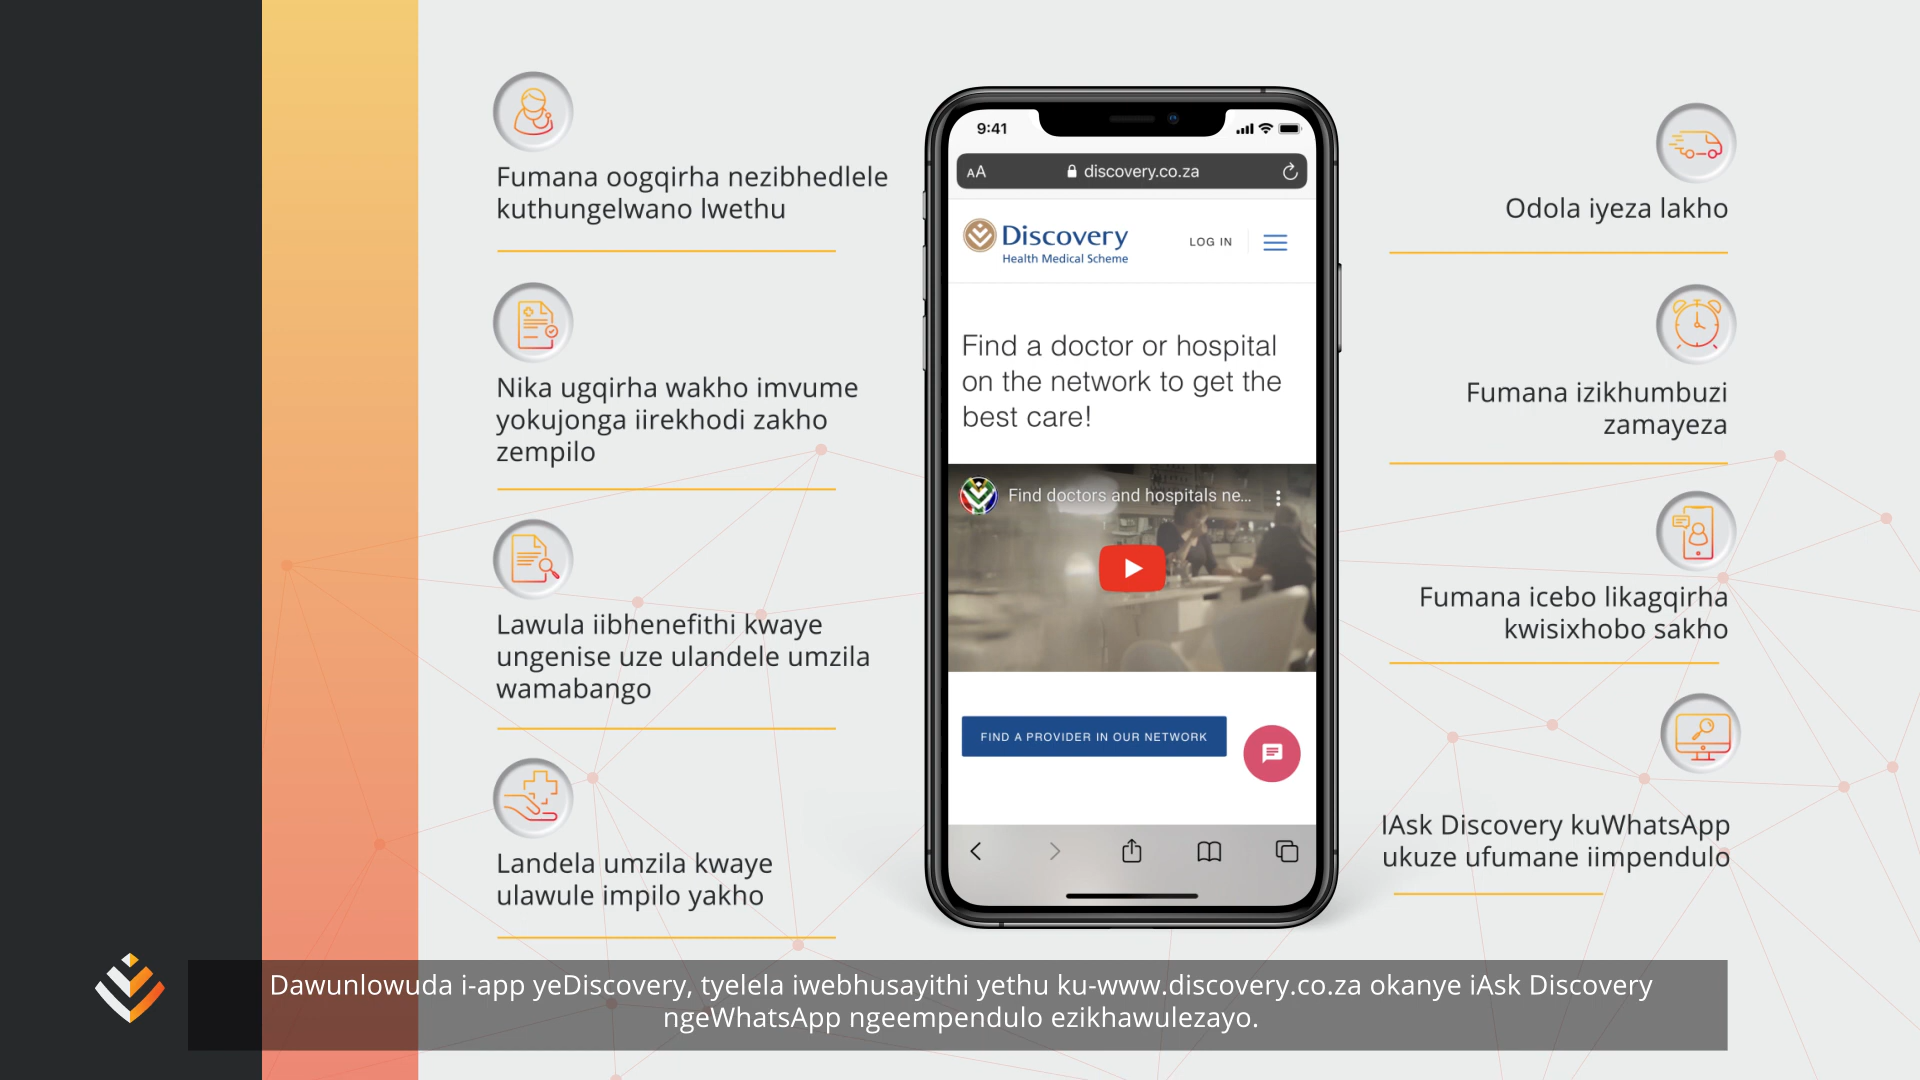 Fumana oogqirha nezibhedlele
kuthungelwano lwethu
Nika ugqirha wakho imvume
yokujonga iirekhodi zakho
zempilo
Lawula iibhenefithi kwaye
ungenise uze ulandele umzila
wamabango
Landela umzila kwaye
ulawule impilo yakho
9:41
AA
discovery.co.za
Discovery
Health Medical Scheme
LOG IN
Find a doctor or hospital
on the network to get the
best care!
Find doctors and hospitals ne...
FIND A PROVIDER IN OUR NETWORK
Odola iyeza lakho
Fumana izikhumbuzi
zamayeza
Fumana icebo likagqirha
kwisixhobo sakho
IAsk Discovery kuWhatsApp
ukuze ufumane iimpendulo
Dawunlowuda i-app yeDiscovery, tyelela iwebhusayithi yethu ku-www.discovery.co.za okanye iAsk Discovery
ngeWhatsApp ngeempendulo ezikhawulezayo.